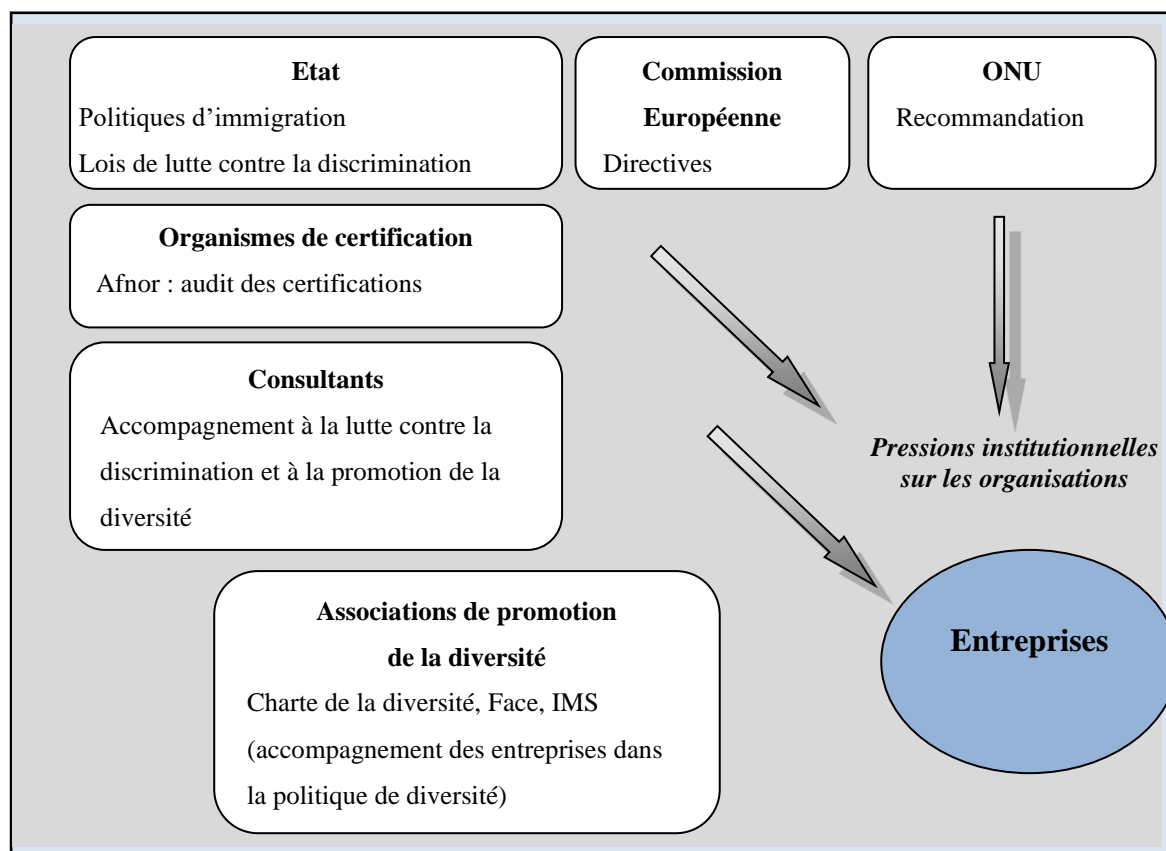 Etat
Politiques d’immigration
Lois de lutte contre la discrimination
Commission
Européenne
Directives
ONU
Recommandation
Organismes de certification
Afnor : audit des certifications
Consultants
Accompagnement à la lutte contre la
discrimination et à la promotion de la
diversité
Pressions institutionnelles
sur les organisations
Associations de promotion
de la diversité
Charte de la diversité, Face, IMS
(accompagnement des entreprises dans
la politique de diversité)
Entreprises